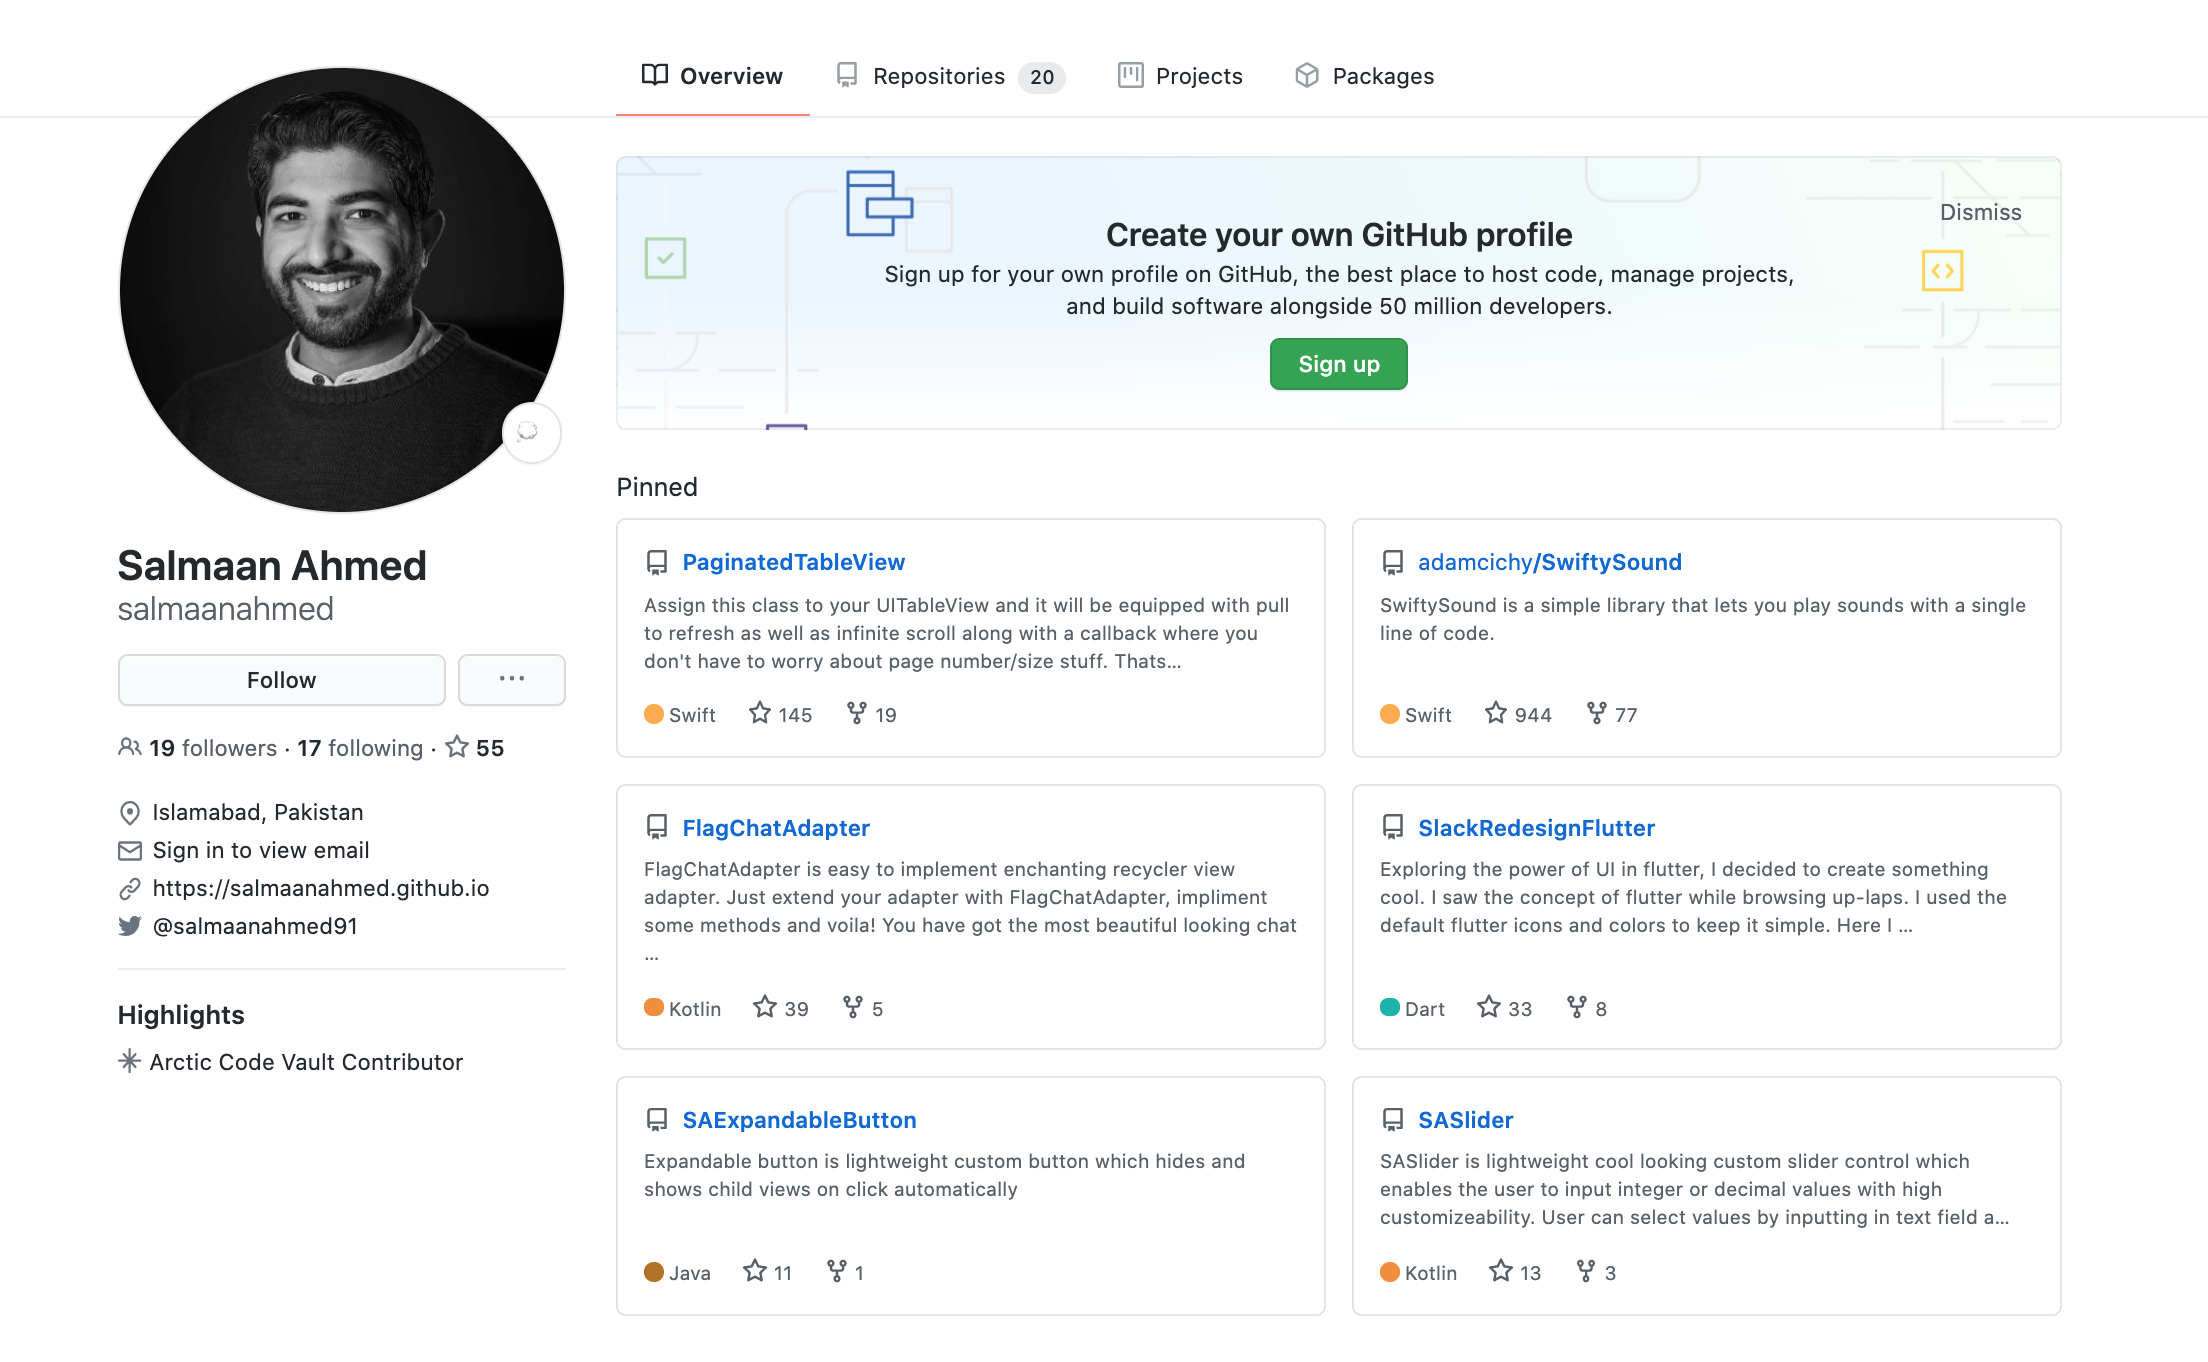 Overview
Repositories 20
Projects
Packages
Create your own GitHub profile
Dismiss
Sign up for your own profile on GitHub, the best place to host code, manage projects,
and build software alongside 50 million developers.
Sign up
Salmaan Ahmed
salmaanahmed
Follow
···
19 followers · 17 following · 55
Islamabad, Pakistan
Sign in to view email
https://salmaanahmed.github.io
@salmaanahmed91
Highlights
Arctic Code Vault Contributor
Pinned
PaginatedTableView
Assign this class to your UITableView and it will be equipped with pull
to refresh as well as infinite scroll along with a callback where you
don't have to worry about page number/size stuff. Thats...
Swift 145 19
adamcichy/SwiftySound
SwiftySound is a simple library that lets you play sounds with a single
line of code.
Swift 944 77
FlagChatAdapter
FlagChatAdapter is easy to implement enchanting recycler view
adapter. Just extend your adapter with FlagChatAdapter, impliment
some methods and voila! You have got the most beautiful looking chat
...
Kotlin 39 5
SlackRedesignFlutter
Exploring the power of UI in flutter, I decided to create something
cool. I saw the concept of flutter while browsing up-laps. I used the
default flutter icons and colors to keep it simple. Here I ...
Dart 33 8
SAExpandableButton
Expandable button is lightweight custom button which hides and
shows child views on click automatically
Java 11 1
SASlider
SASlider is lightweight cool looking custom slider control which
enables the user to input integer or decimal values with high
customizeability. User can select values by inputting in text field a...
Kotlin 13 3